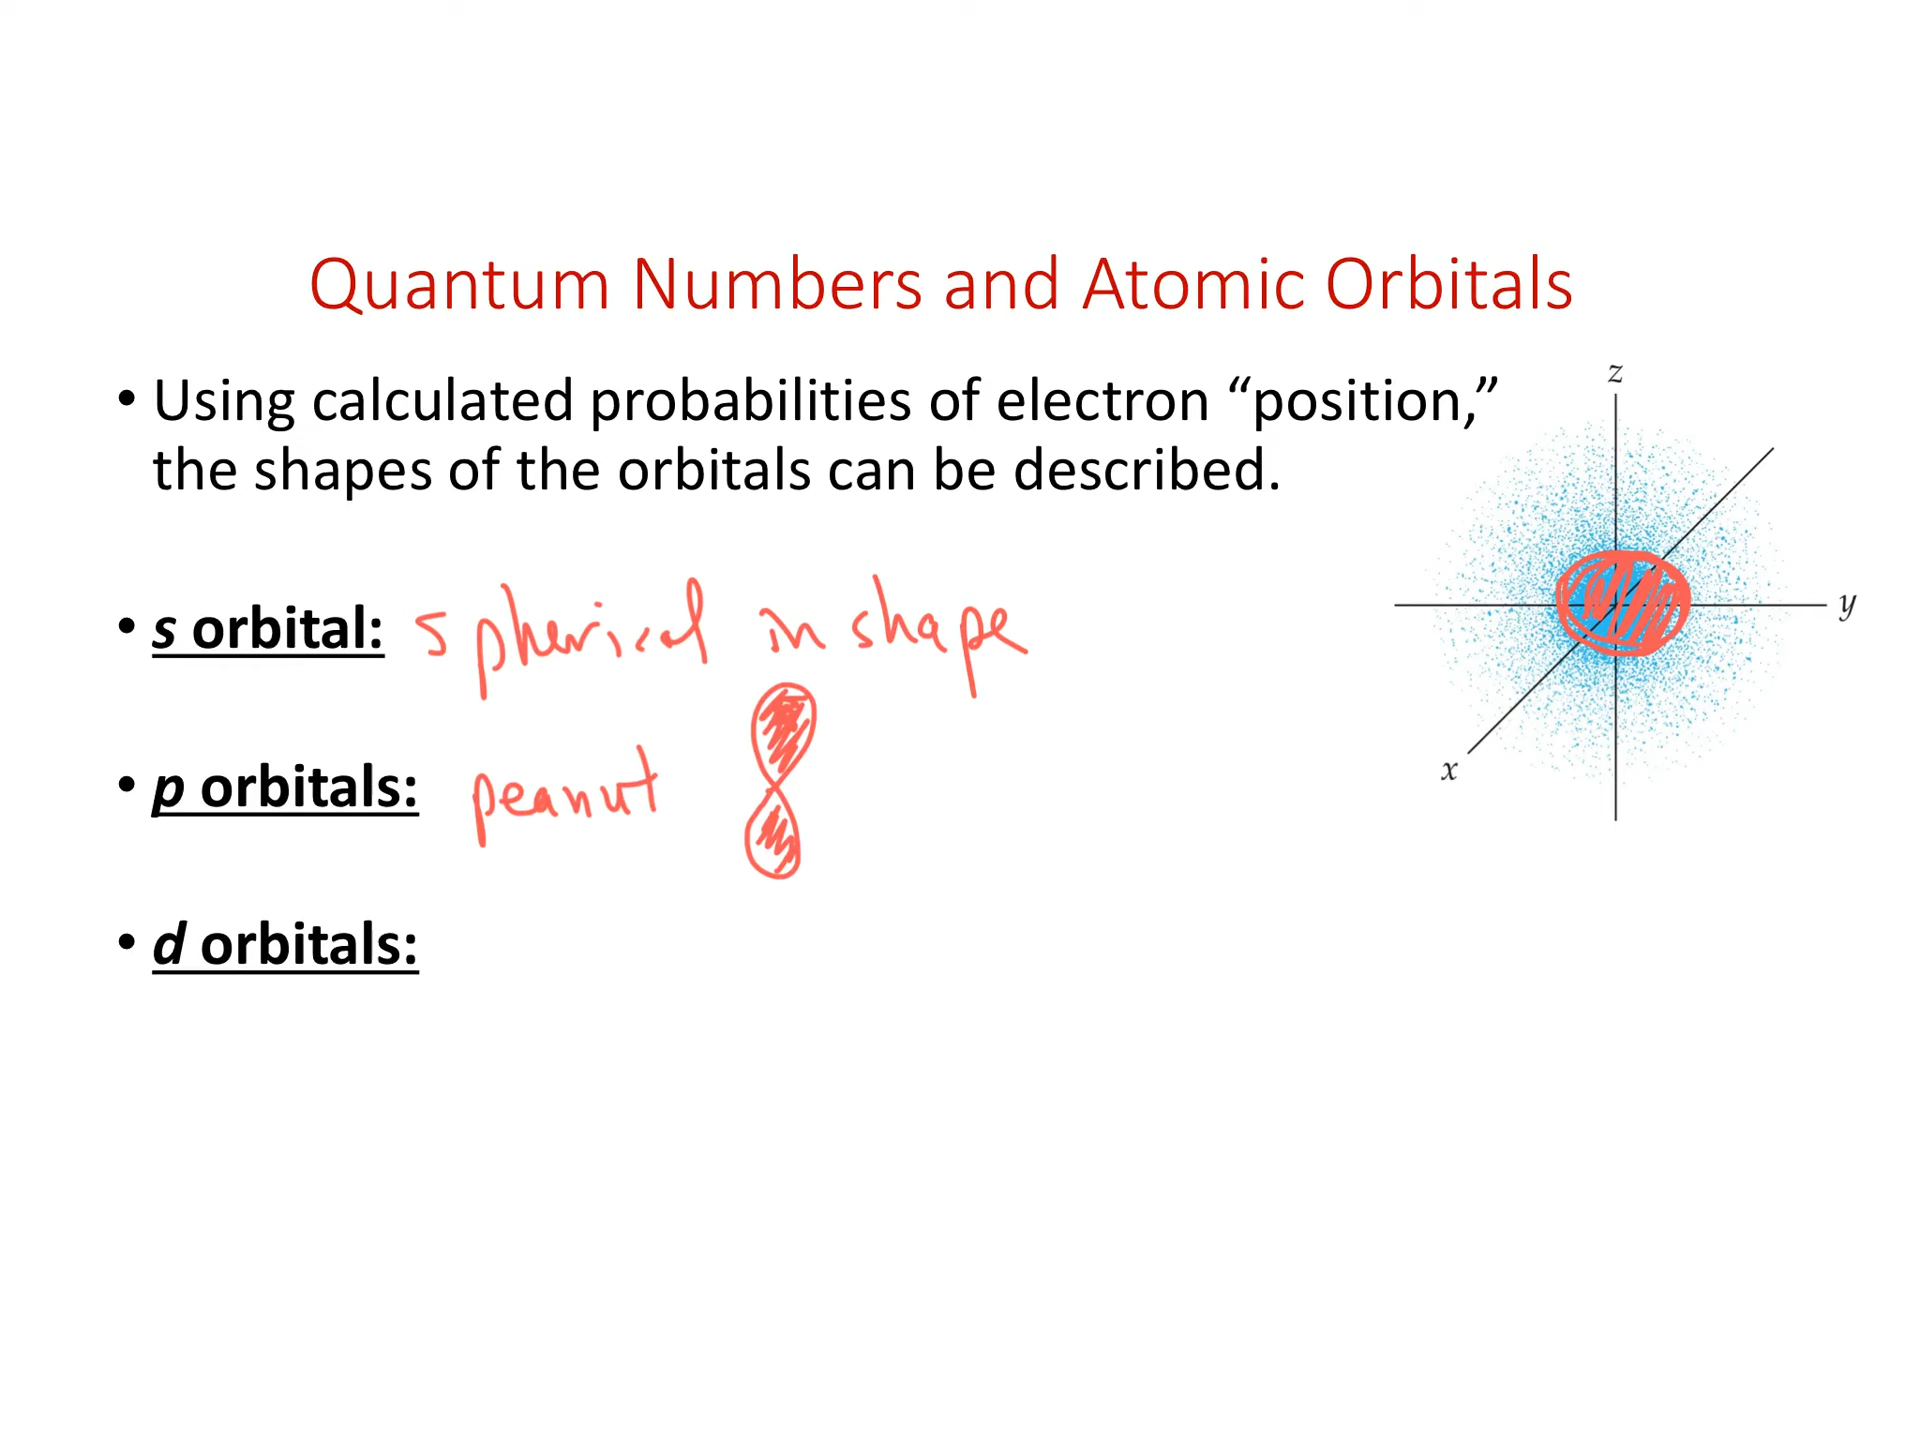 Quantum Numbers and Atomic Orbitals
• Using calculated probabilities of electron “position,”
the shapes of the orbitals can be described.
• s orbital: spherical in shape
• p orbitals: peanut
• d orbitals:
z
y
x